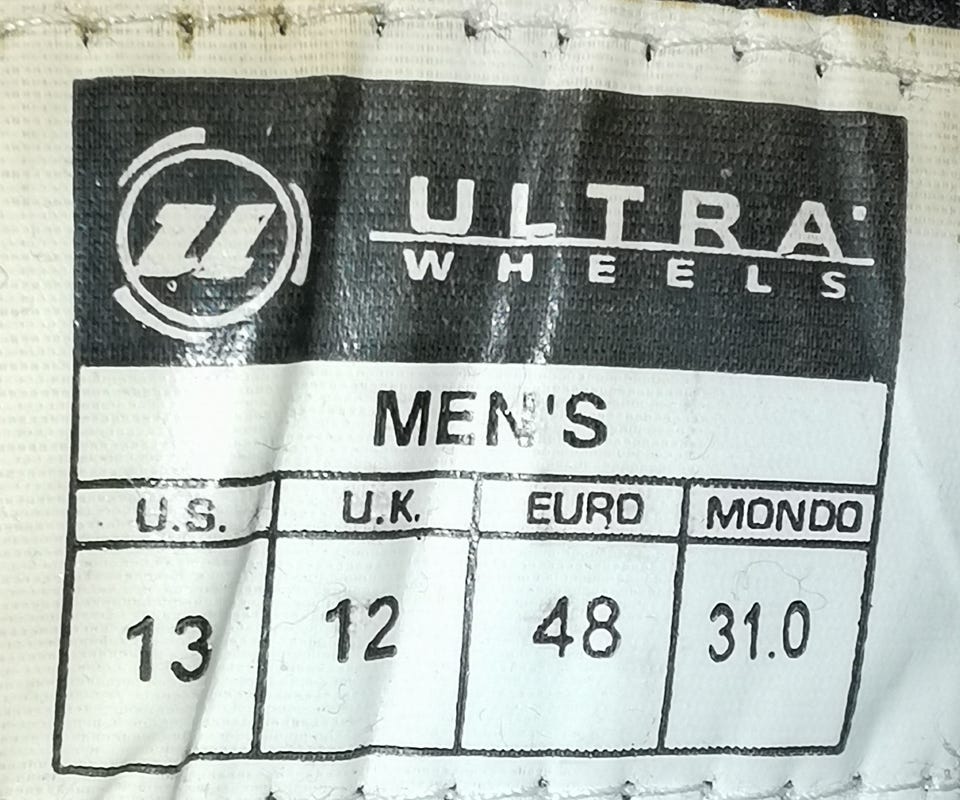 ULTRA
WHEELS
MEN'S
U.S. U.K. EURO MONDO
13 12 48 31.0